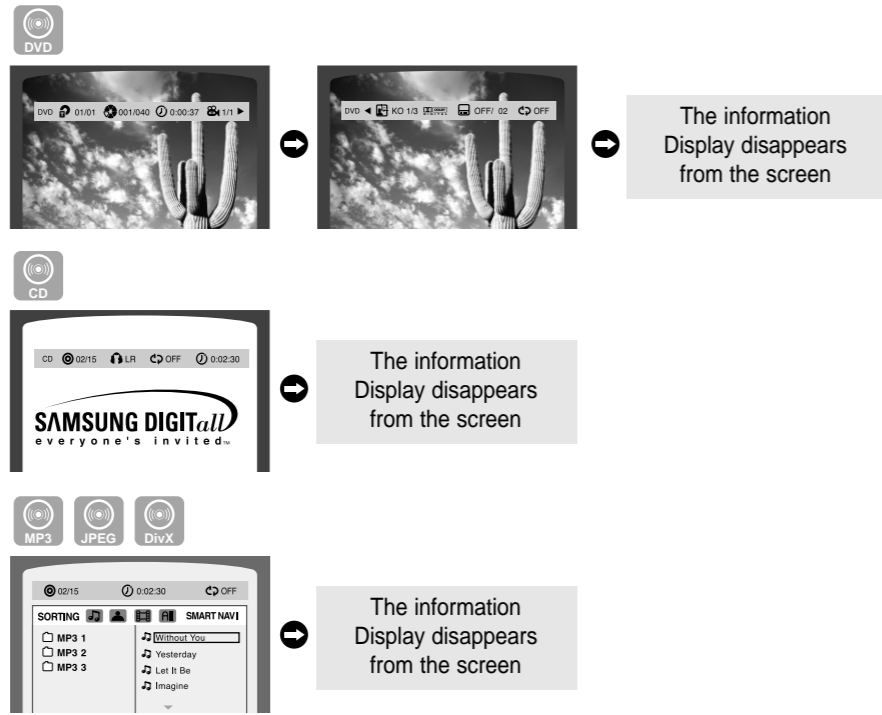 DVD
DVD 01/01 001/040 0:00:37 1/1
DVD KO 1/3 DOLBY DIGITAL OFF/ 02 OFF
The information
Display disappears
from the screen
CD
CD 02/15 LR OFF 0:02:30
SAMSUNG DIGITall
everyone's invited™
The information
Display disappears
from the screen
MP3 JPEG DivX
02/15 0:02:30 OFF
SORTING SMART NAVI
MP3 1
MP3 2
MP3 3
Without You
Yesterday
Let It Be
Imagine
The information
Display disappears
from the screen